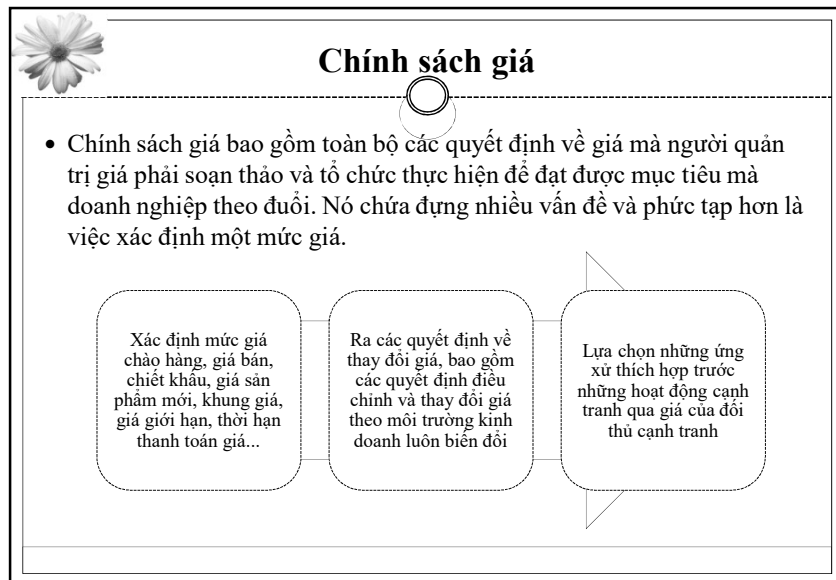 Chính sách giá
• Chính sách giá bao gồm toàn bộ các quyết định về giá mà người quản
trị giá phải soạn thảo và tổ chức thực hiện để đạt được mục tiêu mà
doanh nghiệp theo đuổi. Nó chứa đựng nhiều vấn đề và phức tạp hơn là
việc xác định một mức giá.
Xác định mức giá
chào hàng, giá bán,
chiết khấu, giá sản
phẩm mới, khung giá,
giá giới hạn, thời hạn
thanh toán giá...
Ra các quyết định về
thay đổi giá, bao gồm
các quyết định điều
chỉnh và thay đổi giá
theo môi trường kinh
doanh luôn biến đổi
Lựa chọn những ứng
xử thích hợp trước
những hoạt động cạnh
tranh qua giá của đối
thủ cạnh tranh